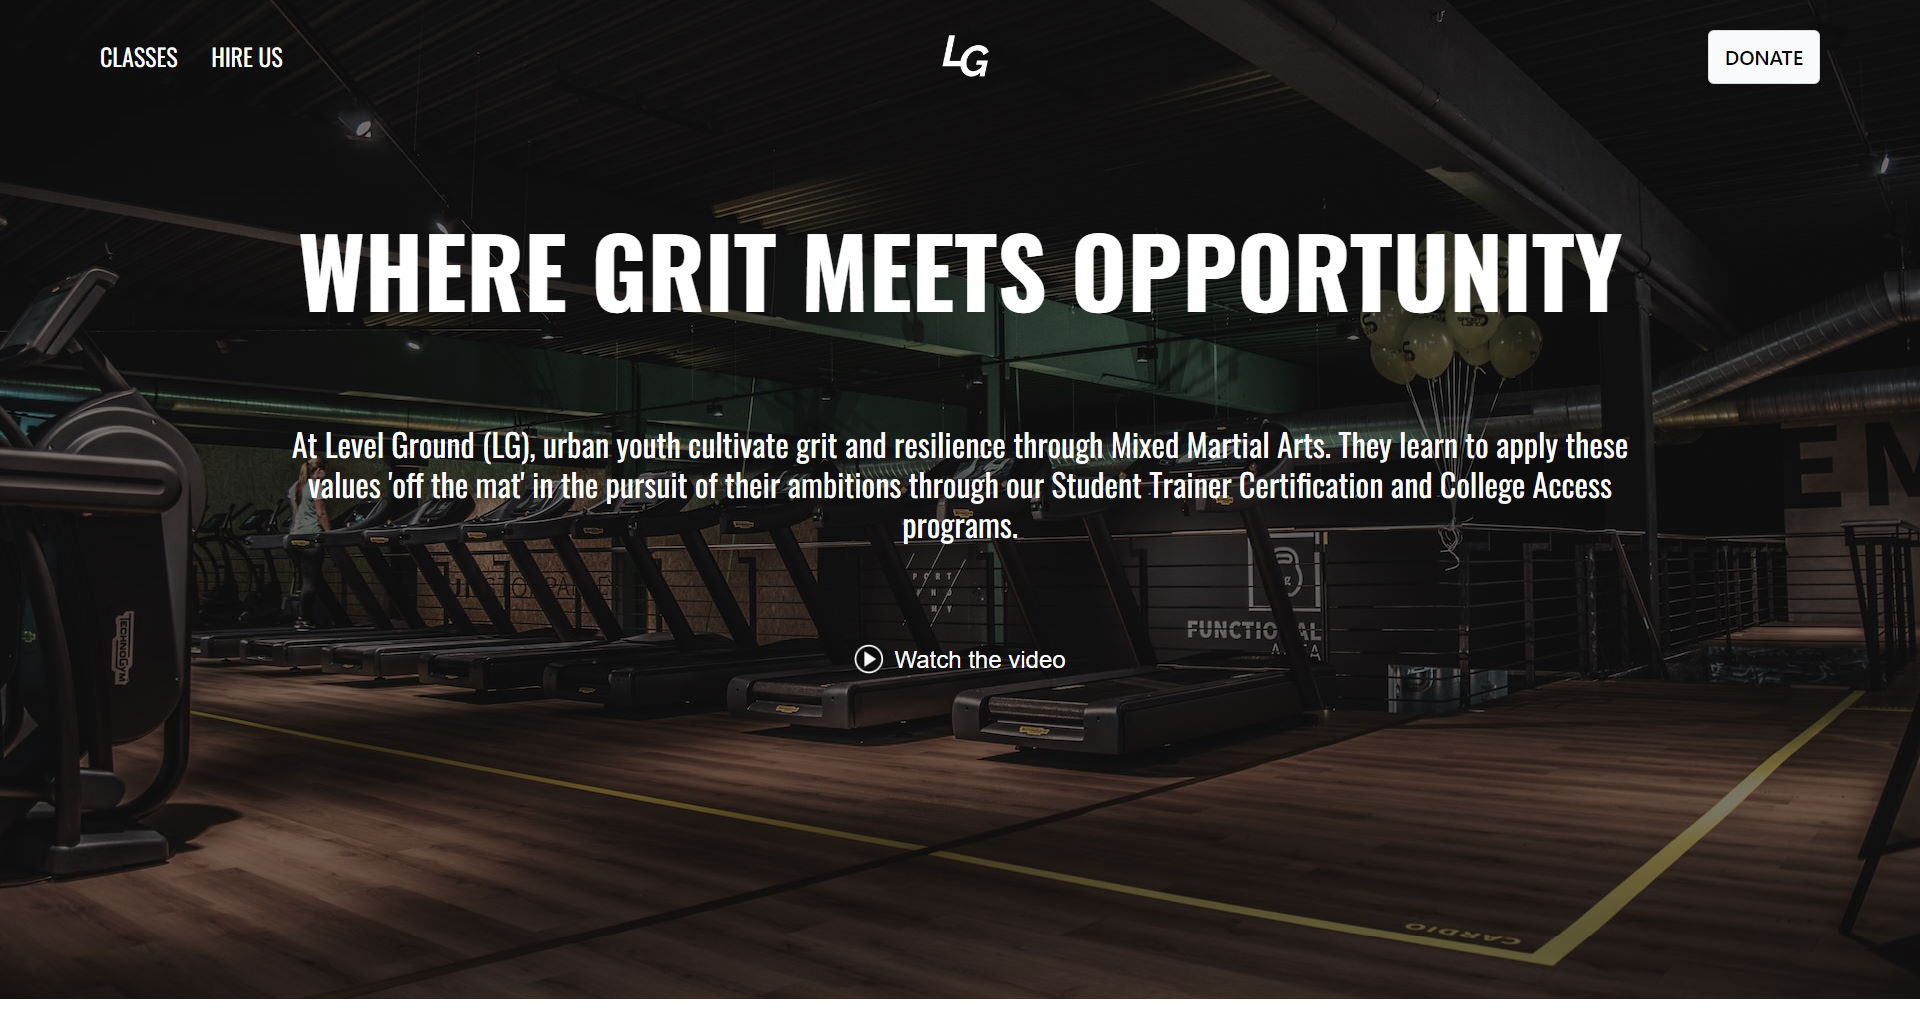 CLASSES HIRE US LG DONATE
WHERE GRIT MEETS OPPORTUNITY
At Level Ground (LG), urban youth cultivate grit and resilience through Mixed Martial Arts. They learn to apply these
values 'off the mat' in the pursuit of their ambitions through our Student Trainer Certification and College Access
programs.
Watch the video
TECHNOGYM
CARDIO